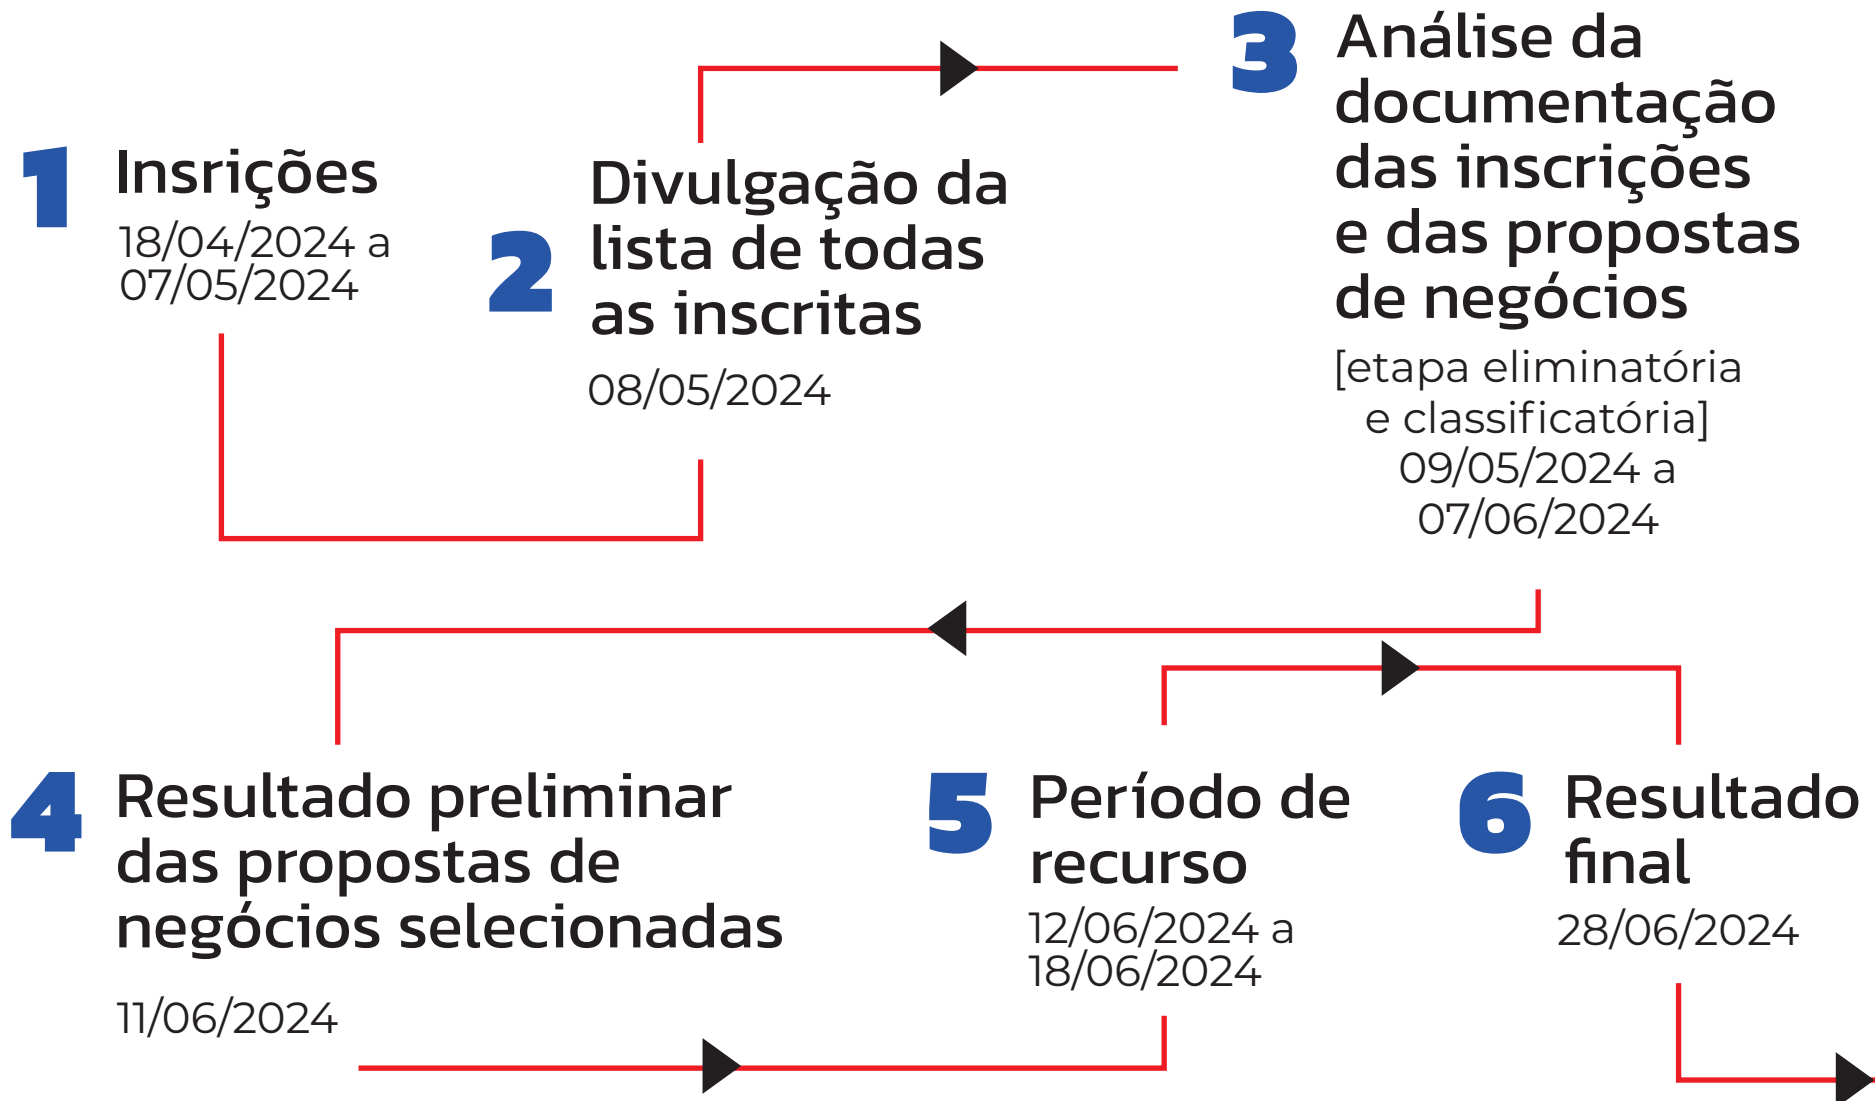 1
Insrições
18/04/2024 a
07/05/2024
2
Divulgação da
lista de todas
as inscritas
08/05/2024
3
Análise da
documentação
das inscrições
e das propostas
de negócios
[etapa eliminatória
e classificatória]
09/05/2024 a
07/06/2024
4
Resultado preliminar
das propostas de
negócios selecionadas
11/06/2024
5
Período de
recurso
12/06/2024 a
18/06/2024
6
Resultado
final
28/06/2024